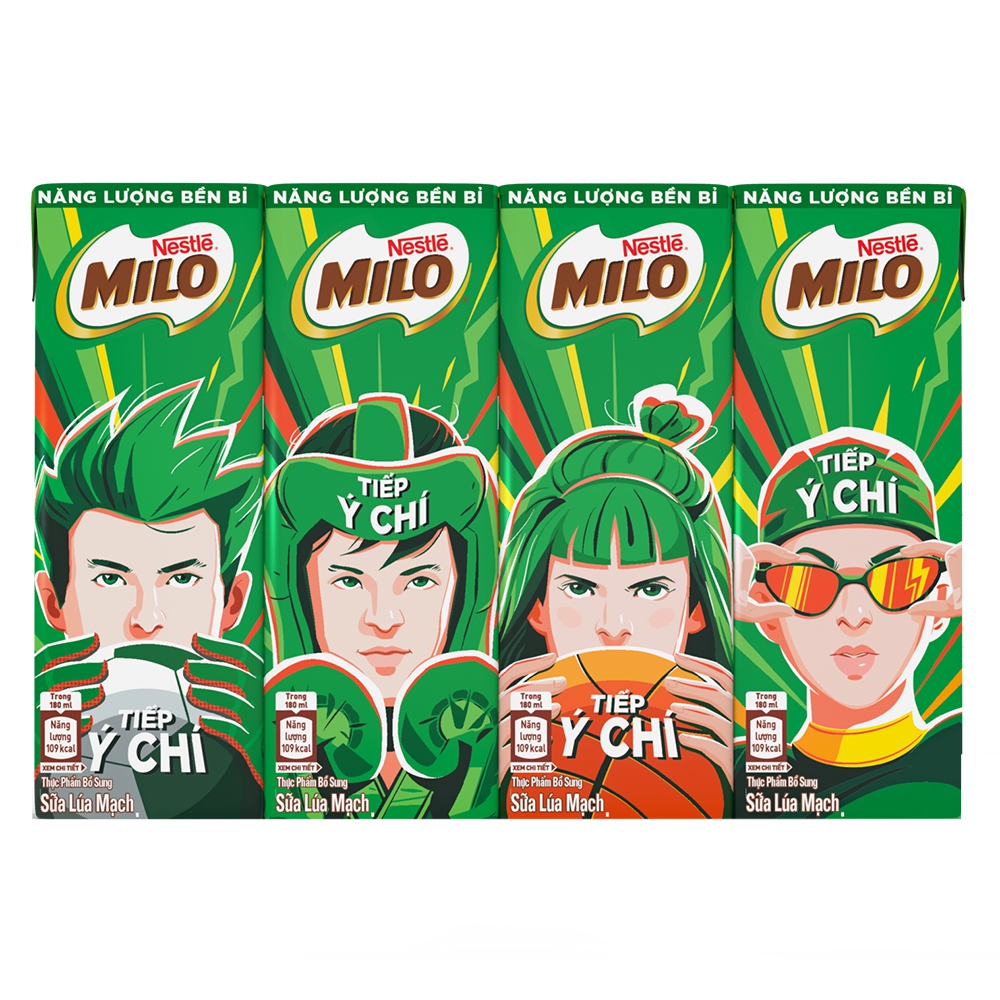 NĂNG LƯỢNG BỀN BỈ
Nestlé®
MILO
TIẾP
Ý CHÍ
Trong
180 ml
Năng
lượng
109 kcal
XEM CHI TIẾT
Thực Phẩm Bổ Sung
Sữa Lúa Mạch
NĂNG LƯỢNG BỀN BỈ
Nestlé®
MILO
TIẾP
Ý CHÍ
Trong
180 ml
Năng
lượng
109 kcal
XEM CHI TIẾT
Thực Phẩm Bổ Sung
Sữa Lúa Mạch
NĂNG LƯỢNG BỀN BỈ
Nestlé®
MILO
TIẾP
Ý CHÍ
Trong
180 ml
Năng
lượng
109 kcal
XEM CHI TIẾT
Thực Phẩm Bổ Sung
Sữa Lúa Mạch
NĂNG LƯỢNG BỀN BỈ
Nestlé®
MILO
TIẾP
Ý CHÍ
Trong
180 ml
Năng
lượng
109 kcal
XEM CHI TIẾT
Thực Phẩm Bổ Sung
Sữa Lúa Mạch